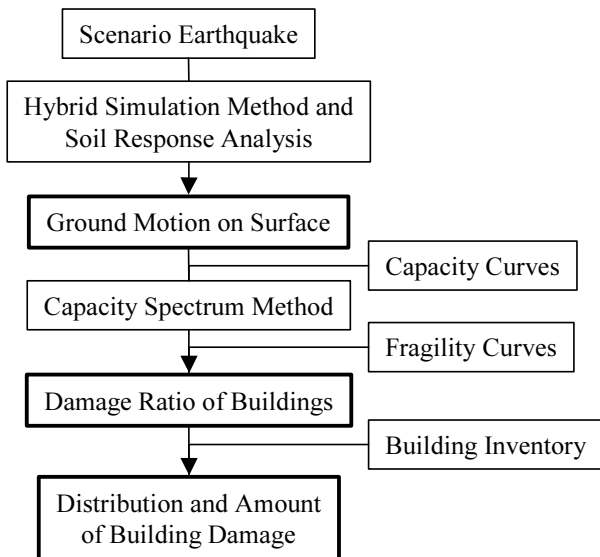 Scenario Earthquake
Hybrid Simulation Method and
Soil Response Analysis
Ground Motion on Surface
Capacity Curves
Capacity Spectrum Method
Fragility Curves
Damage Ratio of Buildings
Building Inventory
Distribution and Amount
of Building Damage